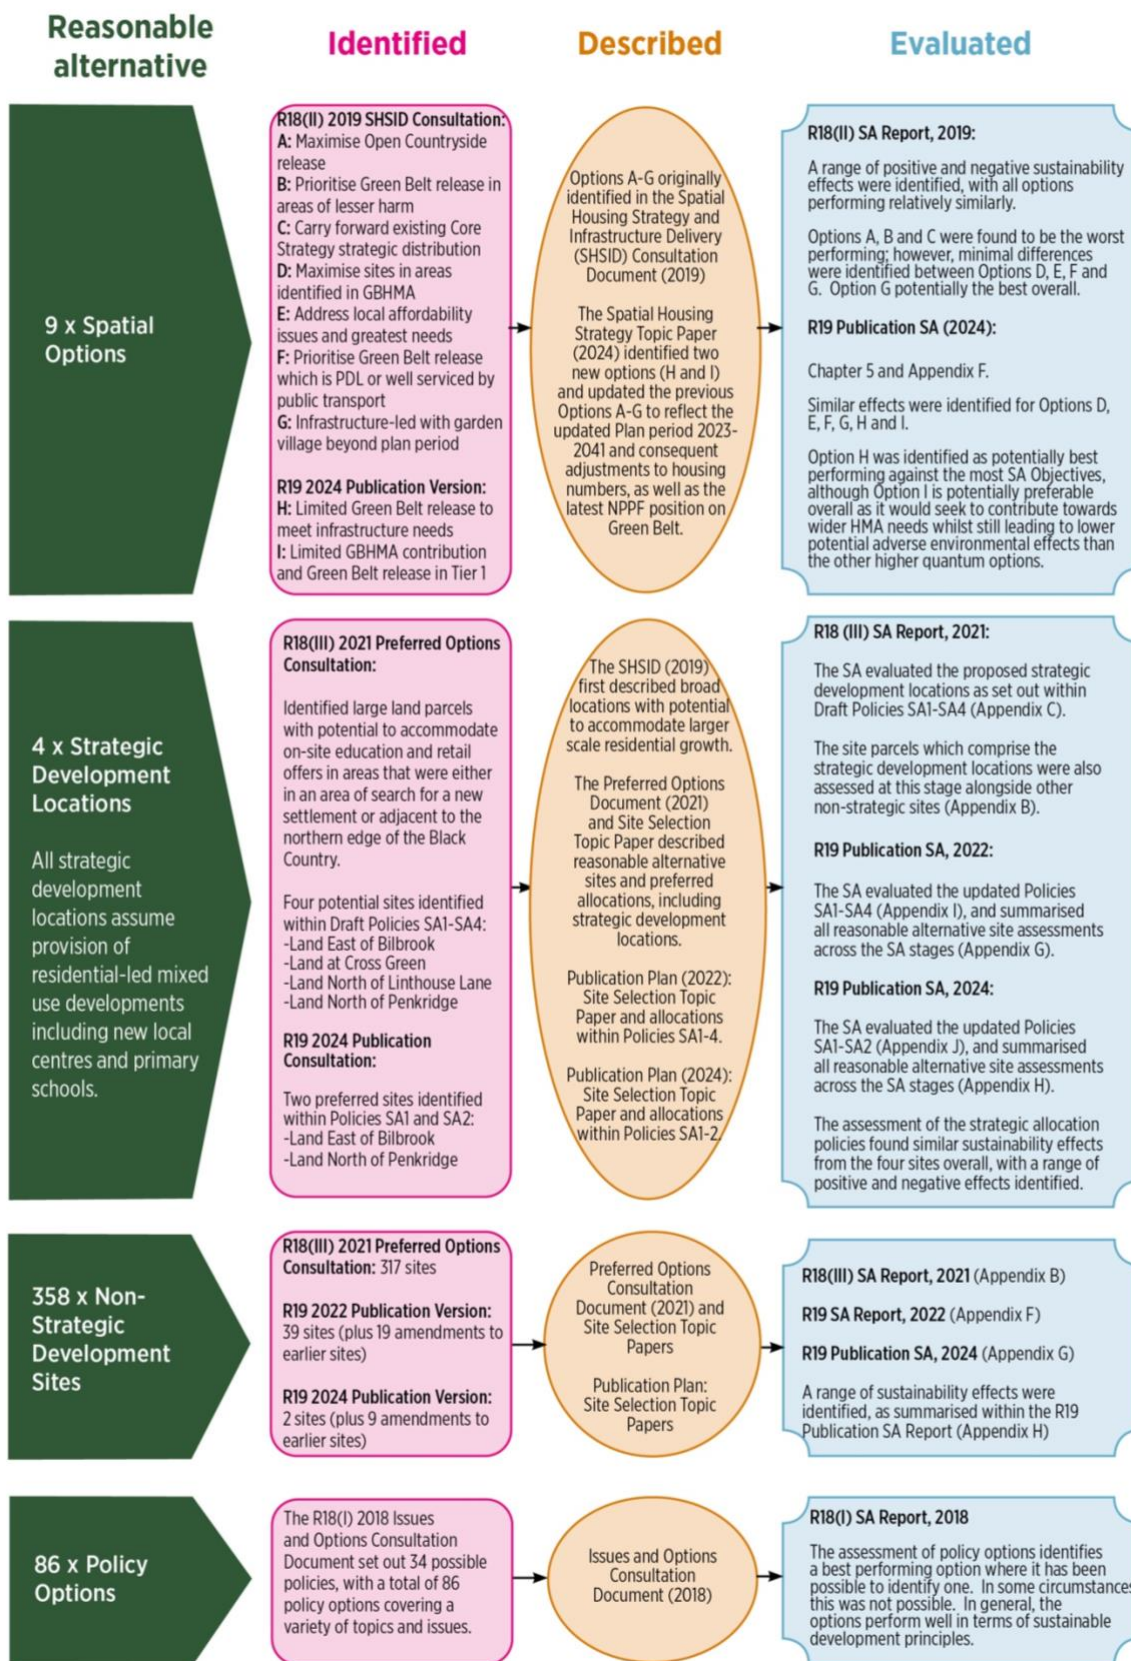 Reasonable
alternative
Identified
Described
Evaluated
9 x Spatial
Options
R18(II) 2019 SHSID Consultation:
A: Maximise Open Countryside
release
B: Prioritise Green Belt release in
areas of lesser harm
C: Carry forward existing Core
Strategy strategic distribution
D: Maximise sites in areas
identified in GBHMA
E: Address local affordability
issues and greatest needs
F: Prioritise Green Belt release
which is PDL or well serviced by
public transport
G: Infrastructure-led with garden
village beyond plan period
R19 2024 Publication Version:
H: Limited Green Belt release to
meet infrastructure needs
I: Limited GBHMA contribution
and Green Belt release in Tier 1
Options A-G originally
identified in the Spatial
Housing Strategy and
Infrastructure Delivery
(SHSID) Consultation
Document (2019)
The Spatial Housing
Strategy Topic Paper
(2024) identified two
new options (H and I)
and updated the previous
Options A-G to reflect the
updated Plan period 2023-
2041 and consequent
adjustments to housing
numbers, as well as the
latest NPPF position on
Green Belt.
R18(II) SA Report, 2019:
A range of positive and negative sustainability
effects were identified, with all options
performing relatively similarly.
Options A, B and C were found to be the worst
performing; however, minimal differences
were identified between Options D, E, F and
G. Option G potentially the best overall.
R19 Publication SA (2024):
Chapter 5 and Appendix F.
Similar effects were identified for Options D,
E, F, G, H and I.
Option H was identified as potentially best
performing against the most SA Objectives,
although Option I is potentially preferable
overall as it would seek to contribute towards
wider HMA needs whilst still leading to lower
potential adverse environmental effects than
the other higher quantum options.
4 x Strategic
Development
Locations
All strategic
development
locations assume
provision of
residential-led mixed
use developments
including new local
centres and primary
schools.
R18(III) 2021 Preferred Options
Consultation:
Identified large land parcels
with potential to accommodate
on-site education and retail
offers in areas that were either
in an area of search for a new
settlement or adjacent to the
northern edge of the Black
Country.
Four potential sites identified
within Draft Policies SA1-SA4:
-Land East of Bilbrook
-Land at Cross Green
-Land North of Linthouse Lane
-Land North of Penkridge
R19 2024 Publication
Consultation:
Two preferred sites identified
within Policies SA1 and SA2:
-Land East of Bilbrook
-Land North of Penkridge
The SHSID (2019)
first described broad
locations with potential
to accommodate larger
scale residential growth.
The Preferred Options
Document (2021)
and Site Selection
Topic Paper described
reasonable alternative
sites and preferred
allocations, including
strategic development
locations.
Publication Plan (2022):
Site Selection Topic
Paper and allocations
within Policies SA1-4.
Publication Plan (2024):
Site Selection Topic
Paper and allocations
within Policies SA1-2.
R18 (III) SA Report, 2021:
The SA evaluated the proposed strategic
development locations as set out within
Draft Policies SA1-SA4 (Appendix C).
The site parcels which comprise the
strategic development locations were also
assessed at this stage alongside other
non-strategic sites (Appendix B).
R19 Publication SA, 2022:
The SA evaluated the updated Policies
SA1-SA4 (Appendix I), and summarised
all reasonable alternative site assessments
across the SA stages (Appendix G).
R19 Publication SA, 2024:
The SA evaluated the updated Policies
SA1-SA2 (Appendix J), and summarised
all reasonable alternative site assessments
across the SA stages (Appendix H).
The assessment of the strategic allocation
policies found similar sustainability effects
from the four sites overall, with a range of
positive and negative effects identified.
358 x Non-
Strategic
Development
Sites
R18(III) 2021 Preferred Options
Consultation: 317 sites
R19 2022 Publication Version:
39 sites (plus 19 amendments to
earlier sites)
R19 2024 Publication Version:
2 sites (plus 9 amendments to
earlier sites)
Preferred Options
Consultation
Document (2021) and
Site Selection Topic
Papers
Publication Plan:
Site Selection Topic
Papers
R18(III) SA Report, 2021 (Appendix B)
R19 SA Report, 2022 (Appendix F)
R19 Publication SA, 2024 (Appendix G)
A range of sustainability effects were
identified, as summarised within the R19
Publication SA Report (Appendix H)
86 x Policy
Options
The R18(I) 2018 Issues
and Options Consultation
Document set out 34 possible
policies, with a total of 86
policy options covering a
variety of topics and issues.
Issues and Options
Consultation
Document (2018)
R18(I) SA Report, 2018
The assessment of policy options identifies
a best performing option where it has been
possible to identify one. In some circumstances
this was not possible. In general, the
options perform well in terms of sustainable
development principles.